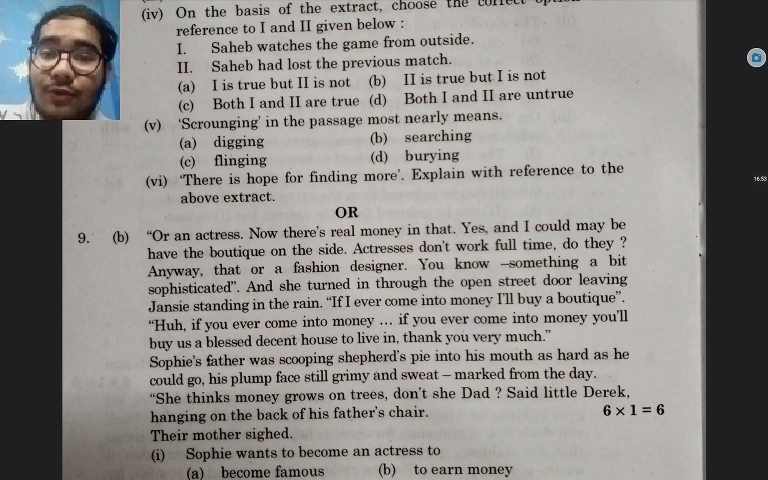 (iv) On the basis of the extract, choose the correct option
reference to I and II given below :
I. Saheb watches the game from outside.
II. Saheb had lost the previous match.
(a) I is true but II is not (b) II is true but I is not
(c) Both I and II are true (d) Both I and II are untrue
(v) 'Scrounging' in the passage most nearly means.
(a) digging (b) searching
(c) flinging (d) burying
(vi) 'There is hope for finding more'. Explain with reference to the
above extract.
OR
9. (b) "Or an actress. Now there's real money in that. Yes, and I could may be
have the boutique on the side. Actresses don't work full time, do they ?
Anyway, that or a fashion designer. You know –something a bit
sophisticated". And she turned in through the open street door leaving
Jansie standing in the rain. "If I ever come into money I'll buy a boutique".
"Huh, if you ever come into money ... if you ever come into money you'll
buy us a blessed decent house to live in, thank you very much."
Sophie's father was scooping shepherd's pie into his mouth as hard as he
could go, his plump face still grimy and sweat – marked from the day.
"She thinks money grows on trees, don't she Dad ? Said little Derek,
hanging on the back of his father's chair. 6 × 1 = 6
Their mother sighed.
(i) Sophie wants to become an actress to
(a) become famous (b) to earn money
16:53